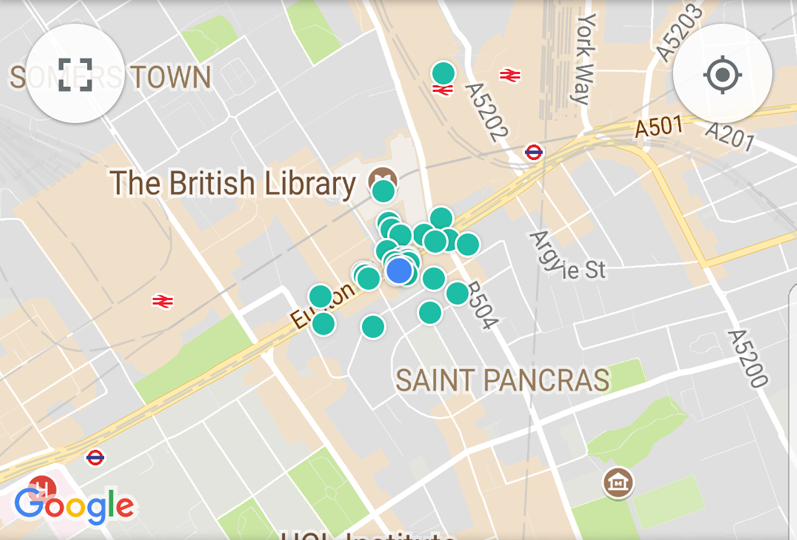 SOMERS TOWN
York Way
A5203
A5202
A501
A201
The British Library
Argyle St
Euston
B504
A5200
SAINT PANCRAS
H
Google
UCL Institute